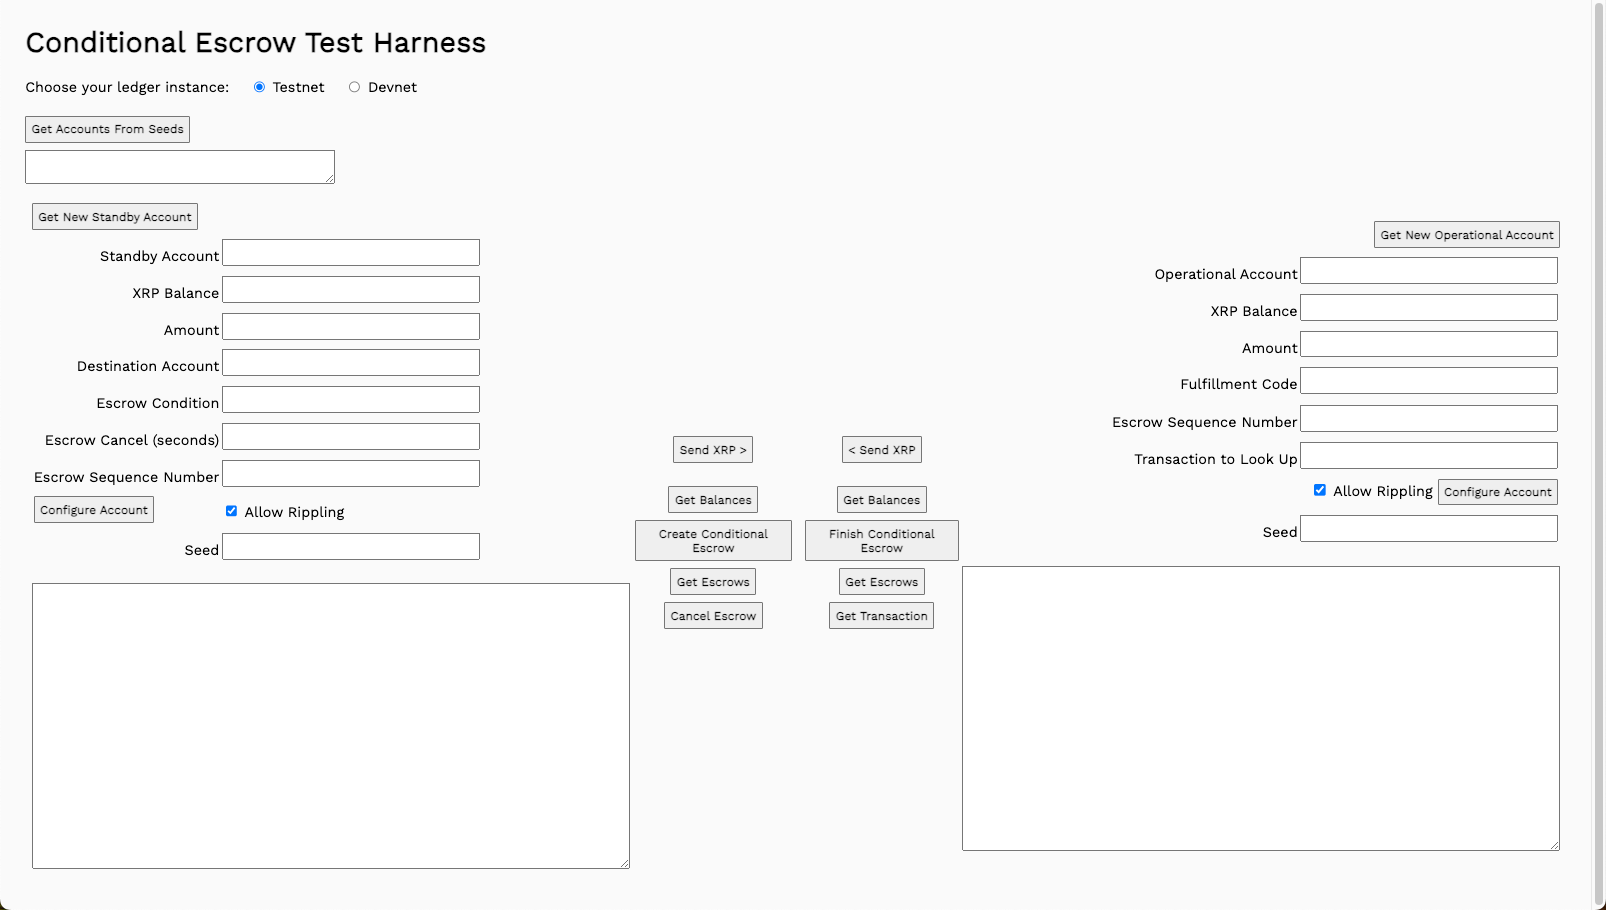 Conditional Escrow Test Harness
Choose your ledger instance: Testnet Devnet
Get Accounts From Seeds
Get New Standby Account
Standby Account
XRP Balance
Amount
Destination Account
Escrow Condition
Escrow Cancel (seconds)
Escrow Sequence Number
Configure Account Allow Rippling
Seed
Send XRP > < Send XRP
Get Balances Get Balances
Create Conditional
Escrow
Finish Conditional
Escrow
Get Escrows Get Escrows
Cancel Escrow Get Transaction
Get New Operational Account
Operational Account
XRP Balance
Amount
Fulfillment Code
Escrow Sequence Number
Transaction to Look Up
Allow Rippling Configure Account
Seed